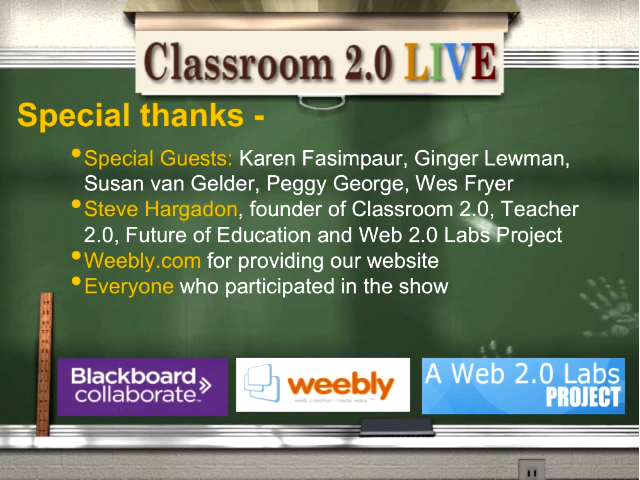 Classroom 2.0 LIVE
Special thanks -
•Special Guests: Karen Fasimpaur, Ginger Lewman,
Susan van Gelder, Peggy George, Wes Fryer
•Steve Hargadon, founder of Classroom 2.0, Teacher
2.0, Future of Education and Web 2.0 Labs Project
•Weebly.com for providing our website
•Everyone who participated in the show
Blackboard
collaborate™
weebly
web creation made easy™
A Web 2.0 Labs
PROJECT